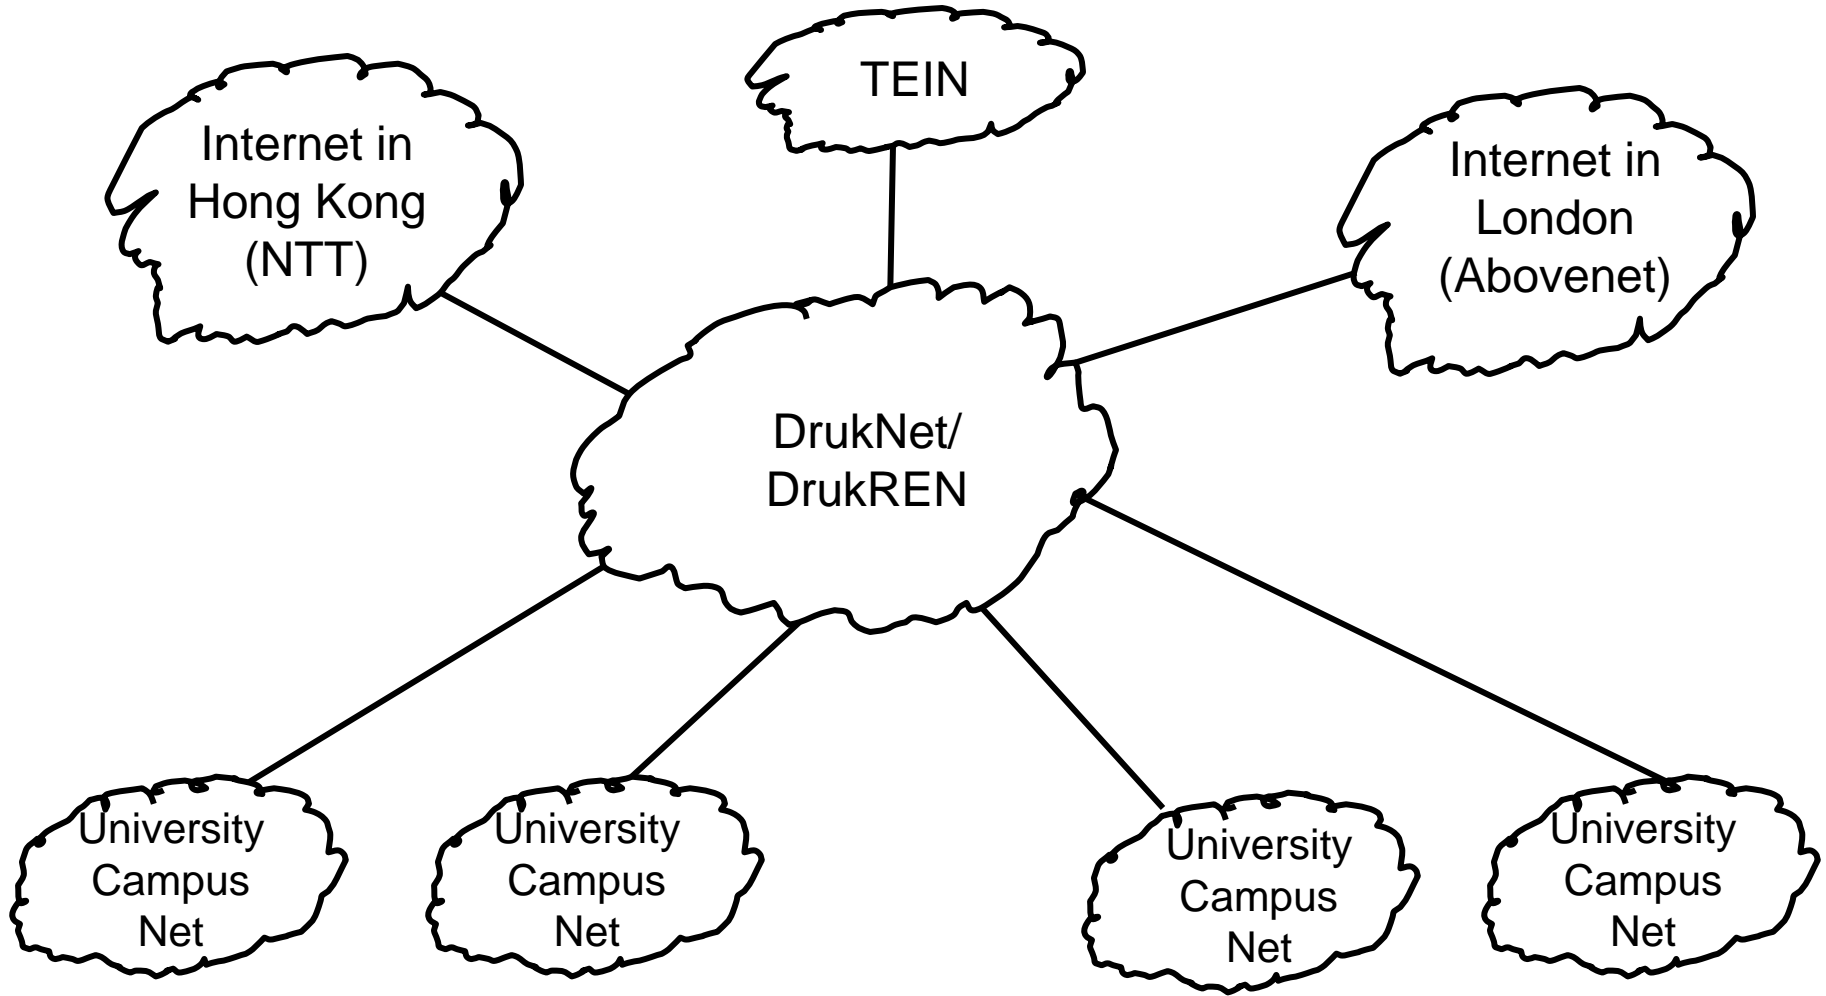 TEIN
Internet in
Hong Kong
(NTT)
Internet in
London
(Abovenet)
DrukNet/
DrukREN
University
Campus
Net
University
Campus
Net
University
Campus
Net
University
Campus
Net